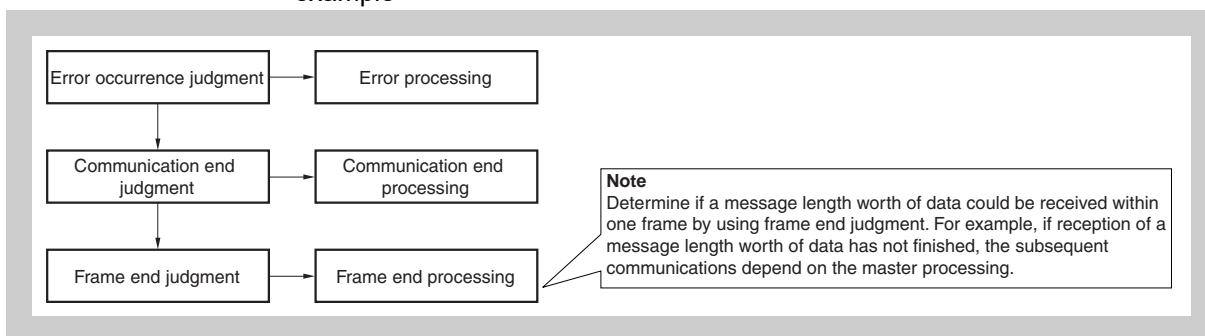 example
Error occurrence judgment
Error processing
Communication end
judgment
Communication end
processing
Frame end judgment
Frame end processing
Note
Determine if a message length worth of data could be received within
one frame by using frame end judgment. For example, if reception of a
message length worth of data has not finished, the subsequent
communications depend on the master processing.